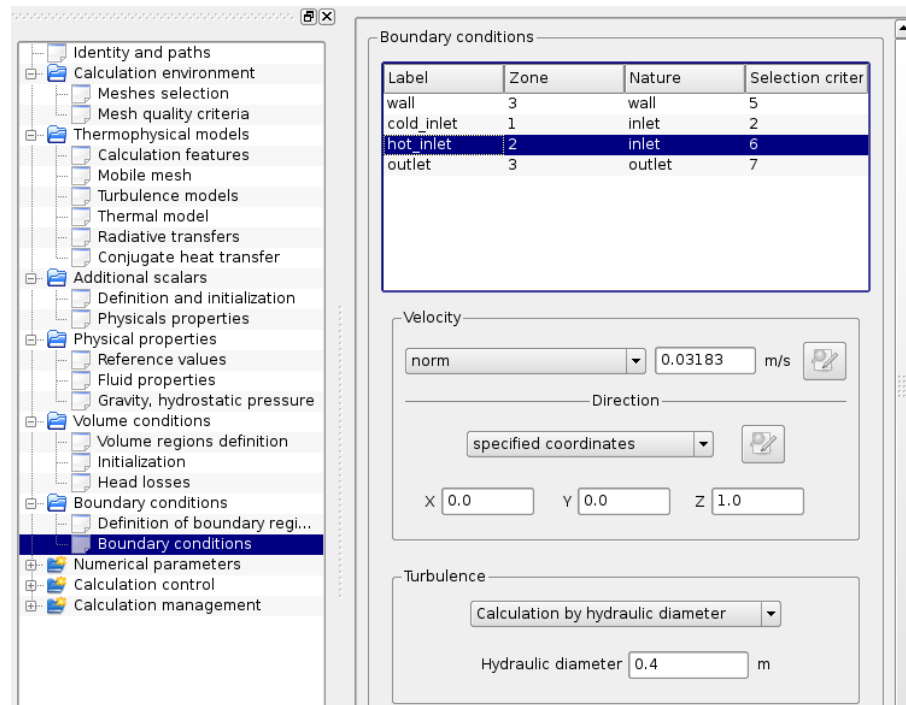 Identity and paths
Calculation environment
Meshes selection
Mesh quality criteria
Thermophysical models
Calculation features
Mobile mesh
Turbulence models
Thermal model
Radiative transfers
Conjugate heat transfer
Additional scalars
Definition and initialization
Physicals properties
Physical properties
Reference values
Fluid properties
Gravity, hydrostatic pressure
Volume conditions
Volume regions definition
Initialization
Head losses
Boundary conditions
Definition of boundary regi...
Boundary conditions
Numerical parameters
Calculation control
Calculation management
Boundary conditions
Label Zone Nature Selection criter
wall 3 wall 5
cold_inlet 1 inlet 2
hot_inlet 2 inlet 6
outlet 3 outlet 7
Velocity
norm 0.03183 m/s
Direction
specified coordinates
X 0.0 Y 0.0 Z 1.0
Turbulence
Calculation by hydraulic diameter
Hydraulic diameter 0.4 m